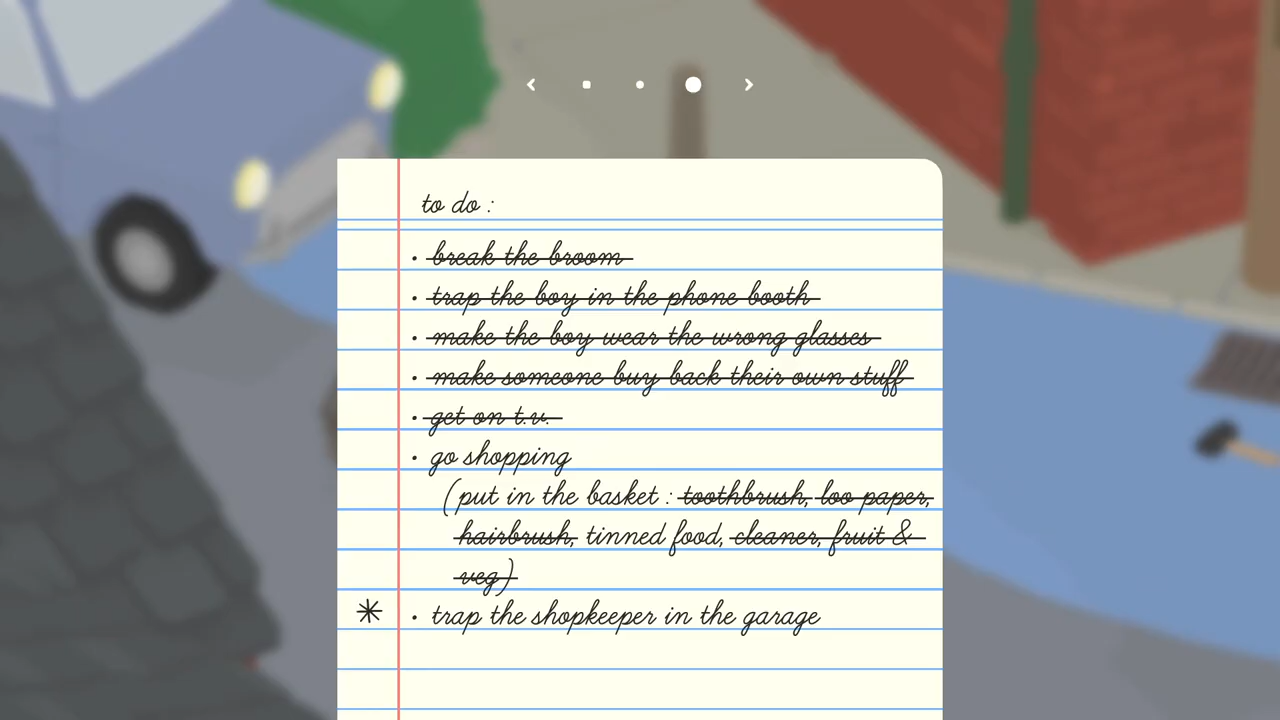 to do :
• break the broom
• trap the boy in the phone booth
• make the boy wear the wrong glasses
• make someone buy back their own stuff
• get on t.v.
• go shopping
(put in the basket : toothbrush, loo paper,
hairbrush, tinned food, cleaner, fruit &
veg)
• trap the shopkeeper in the garage